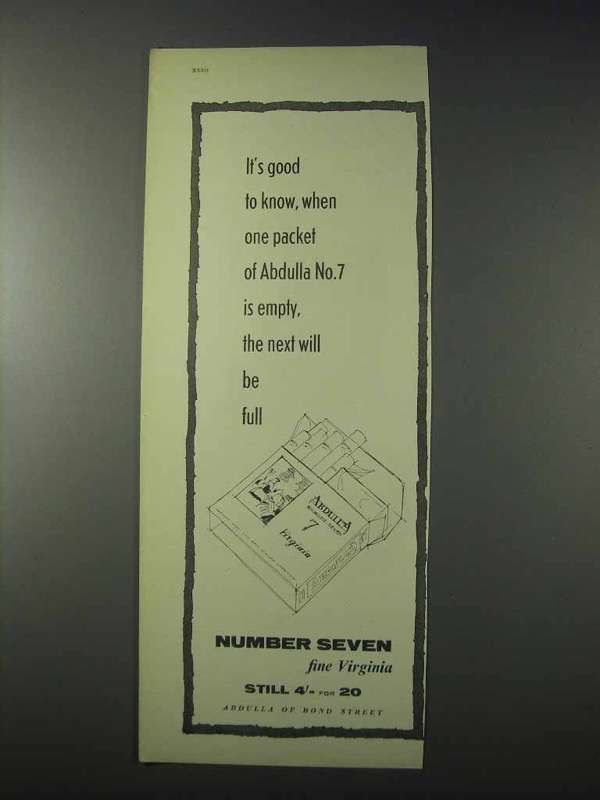 It's good
to know, when
one packet
of Abdulla No.7
is empty,
the next will
be
full
ABDULLA
7
Virginia
NUMBER SEVEN
fine Virginia
STILL 4/- FOR 20
ABDULLA OF BOND STREET